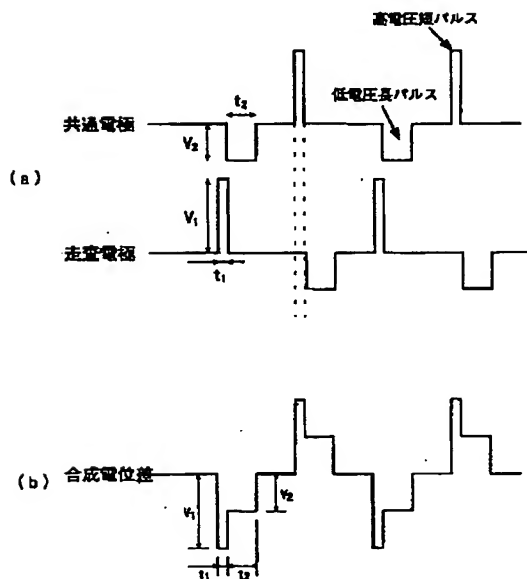 高電圧短パルス
t₂
低電圧長パルス
共通電極
V₂
(a)
V₁
走査電極
t₁
合成電位差
(b)
V₁
V₂
t₁
t₂